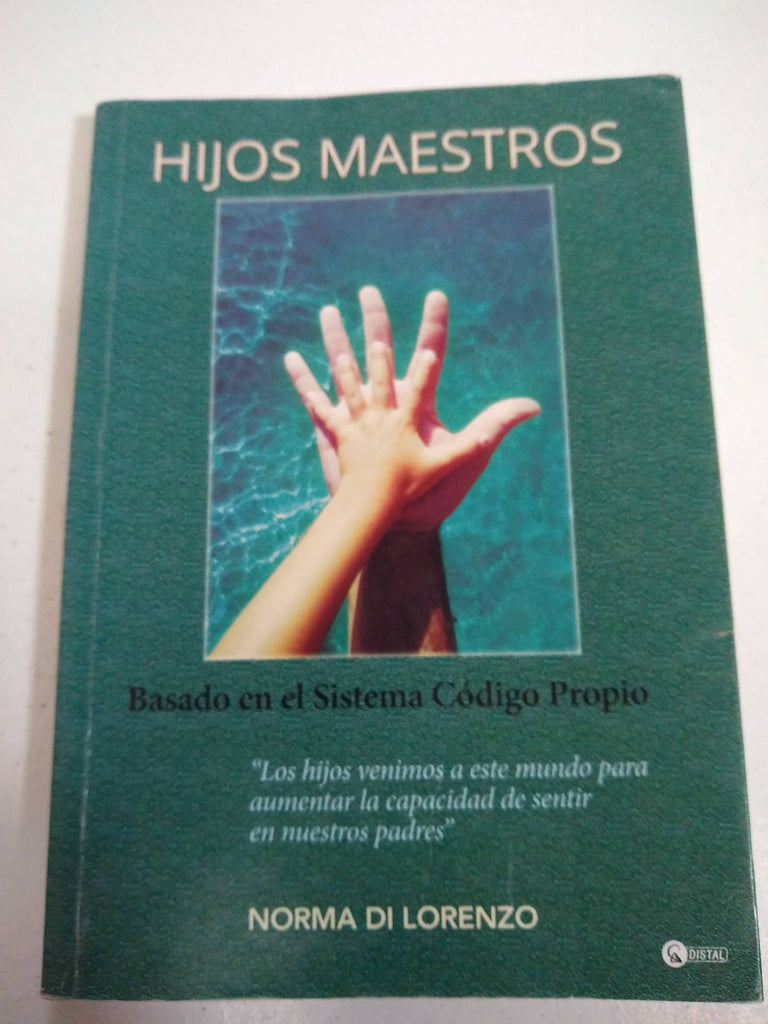 HIJOS MAESTROS
Basado en el Sistema Código Propio
“Los hijos venimos a este mundo para
aumentar la capacidad de sentir
en nuestros padres”
NORMA DI LORENZO
DISTAL